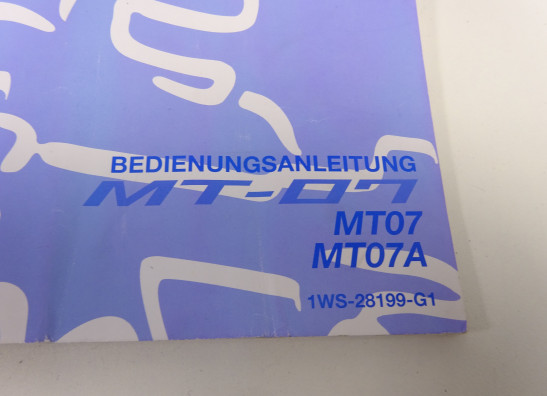 BEDIENUNGSANLEITUNG
MT-07
MT07
MT07A
1WS-28199-G1